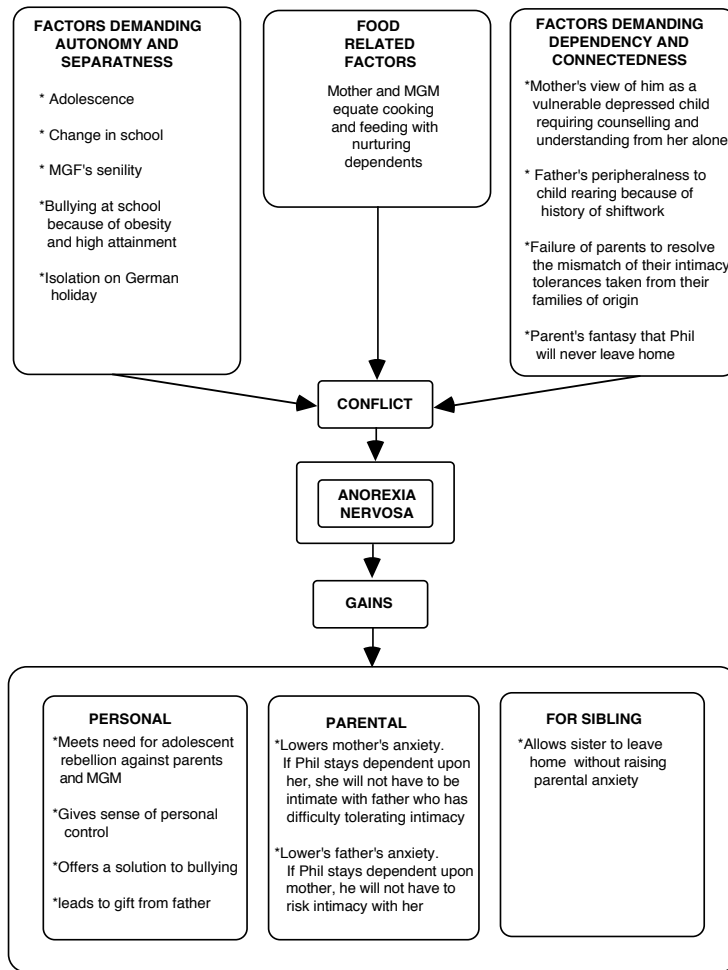 FACTORS DEMANDING
AUTONOMY AND
SEPARATNESS
* Adolescence
* Change in school
* MGF's senility
*Bullying at school
because of obesity
and high attainment
*Isolation on German
holiday
FOOD
RELATED
FACTORS
Mother and MGM
equate cooking
and feeding with
nurturing
dependents
FACTORS DEMANDING
DEPENDENCY AND
CONNECTEDNESS
*Mother's view of him as a
vulnerable depressed child
requiring counselling and
understanding from her alone
* Father's peripheralness to
child rearing because of
history of shiftwork
*Failure of parents to resolve
the mismatch of their intimacy
tolerances taken from their
families of origin
*Parent's fantasy that Phil
will never leave home
CONFLICT
ANOREXIA
NERVOSA
GAINS
PERSONAL
*Meets need for adolescent
rebellion against parents
and MGM
*Gives sense of personal
control
*Offers a solution to bullying
*leads to gift from father
PARENTAL
*Lowers mother's anxiety.
If Phil stays dependent upon
her, she will not have to be
intimate with father who has
difficulty tolerating intimacy
*Lower's father's anxiety.
If Phil stays dependent upon
mother, he will not have to
risk intimacy with her
FOR SIBLING
*Allows sister to leave
home without raising
parental anxiety